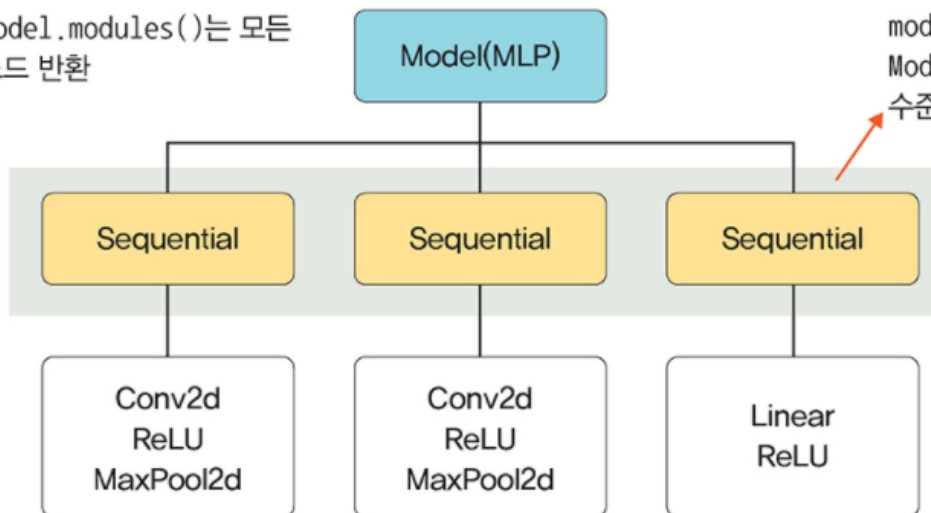 odel.modules()는 모든
드 반환
Model(MLP)
mod
Mod
수준
Sequential
Sequential
Sequential
Conv2d
ReLU
MaxPool2d
Conv2d
ReLU
MaxPool2d
Linear
ReLU